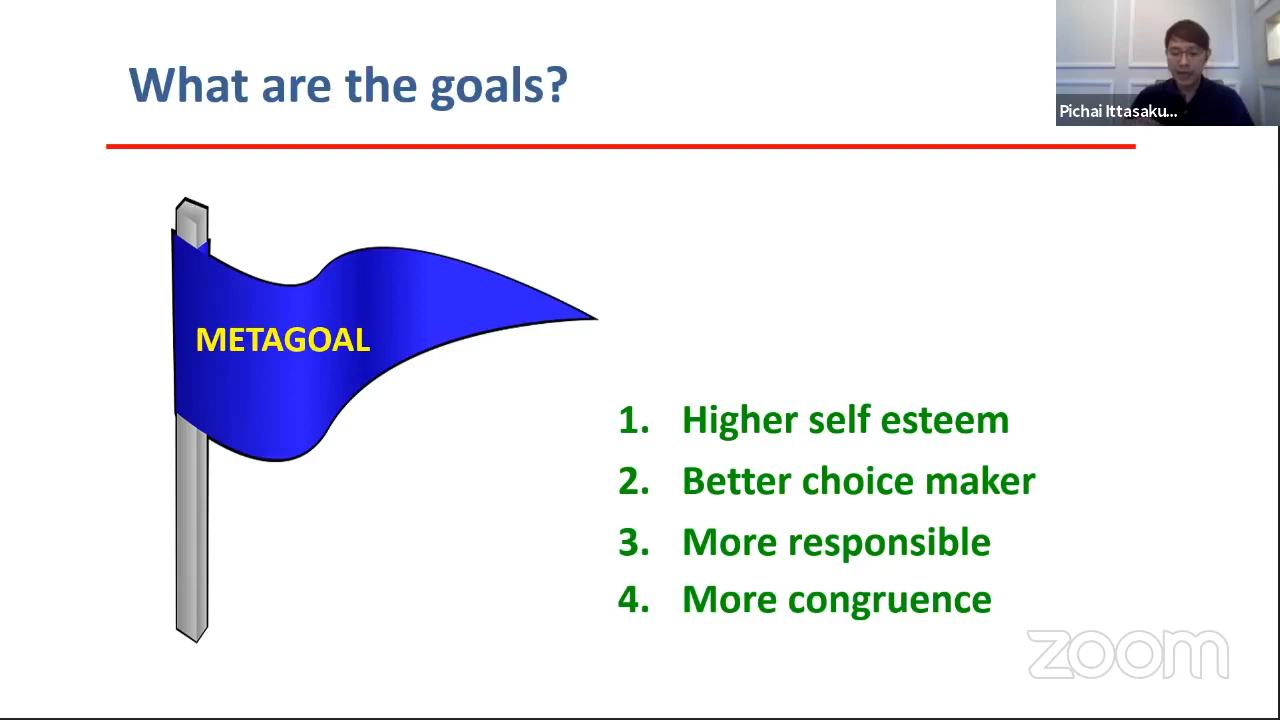 What are the goals?
Pichai Ittasaku...
METAGOAL
1. Higher self esteem
2. Better choice maker
3. More responsible
4. More congruence
zoom